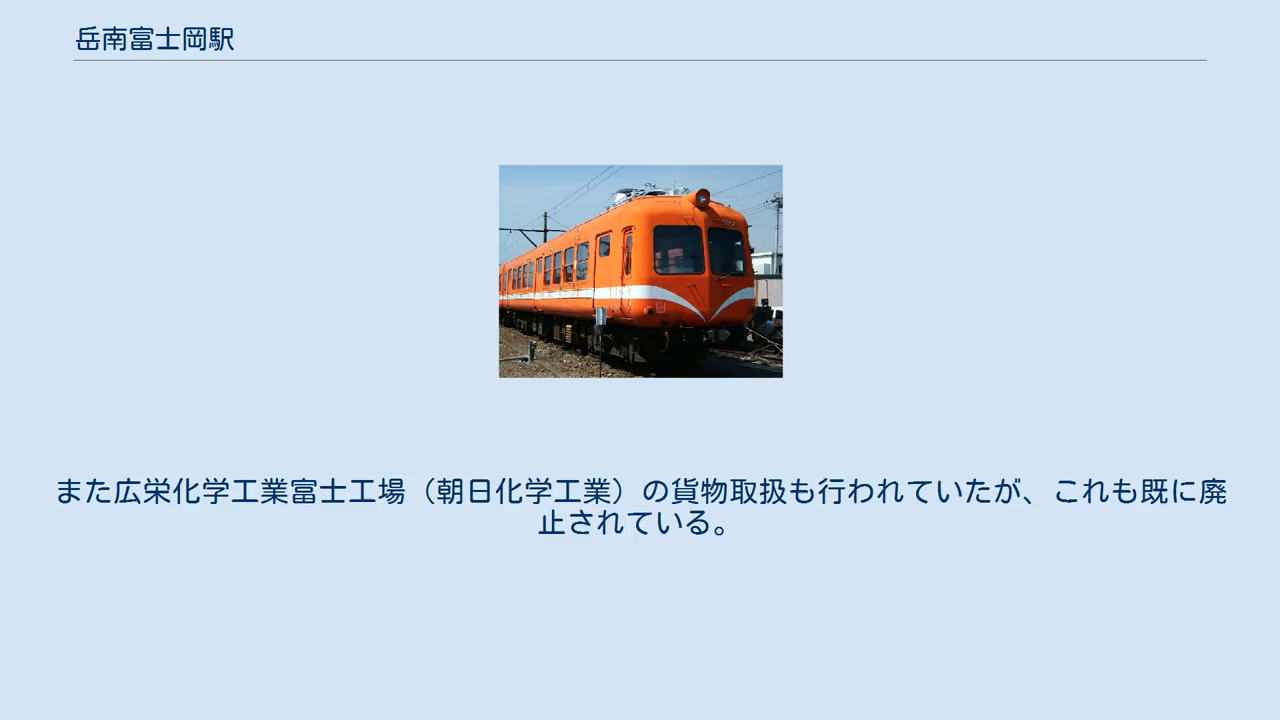 岳南富士岡駅
また広栄化学工業富士工場（朝日化学工業）の貨物取扱も行われていたが、これも既に廃
止されている。